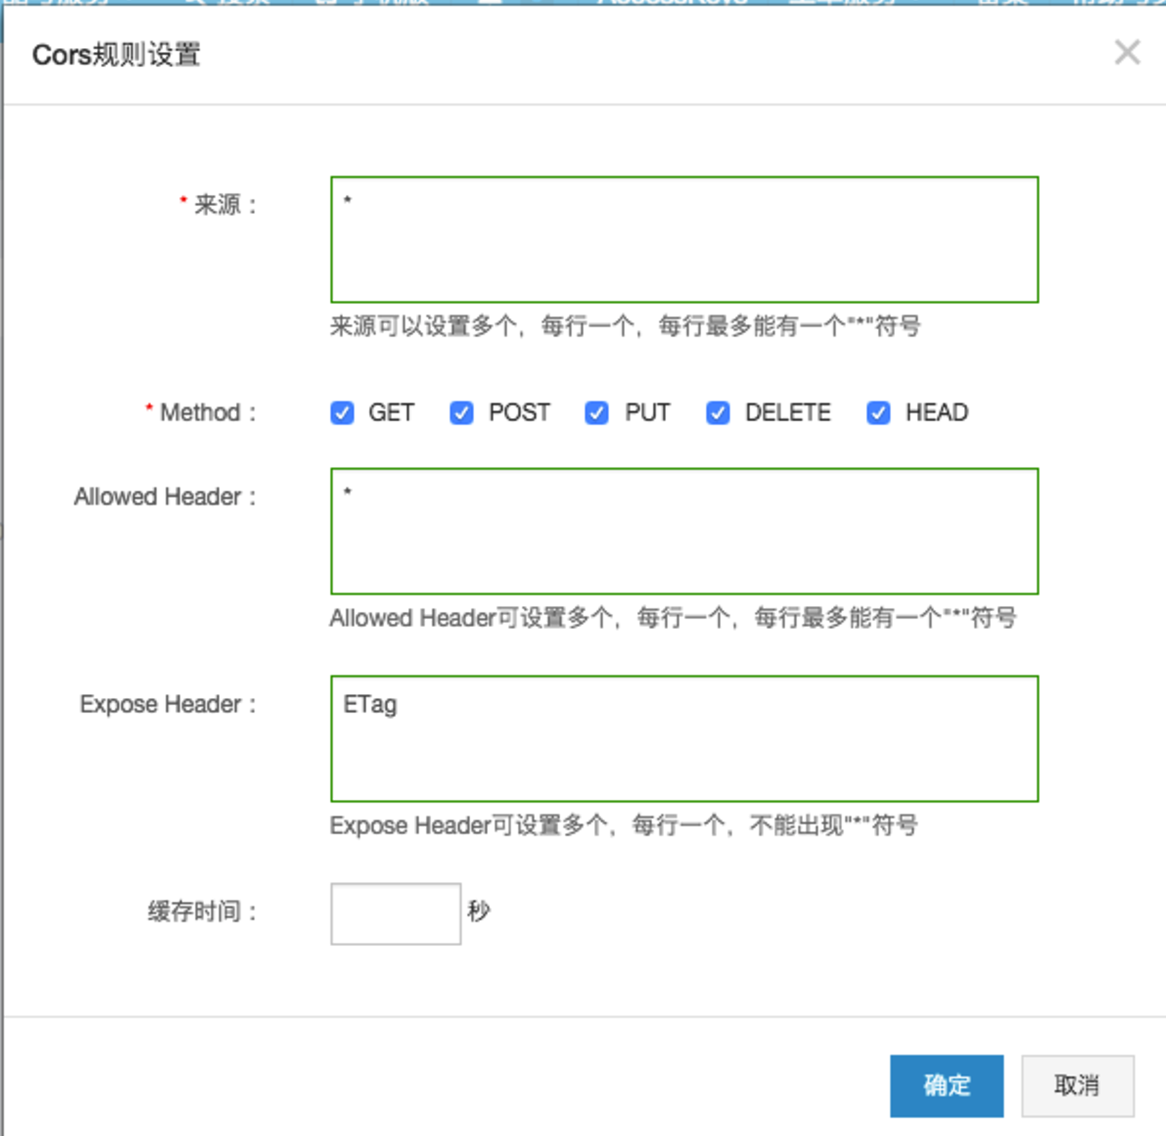 Cors规则设置
* 来源：
*
来源可以设置多个，每行一个，每行最多能有一个"*"符号
* Method：
GET POST PUT DELETE HEAD
Allowed Header：
*
Allowed Header可设置多个，每行一个，每行最多能有一个"*"符号
Expose Header：
ETag
Expose Header可设置多个，每行一个，不能出现"*"符号
缓存时间：
秒
确定 取消